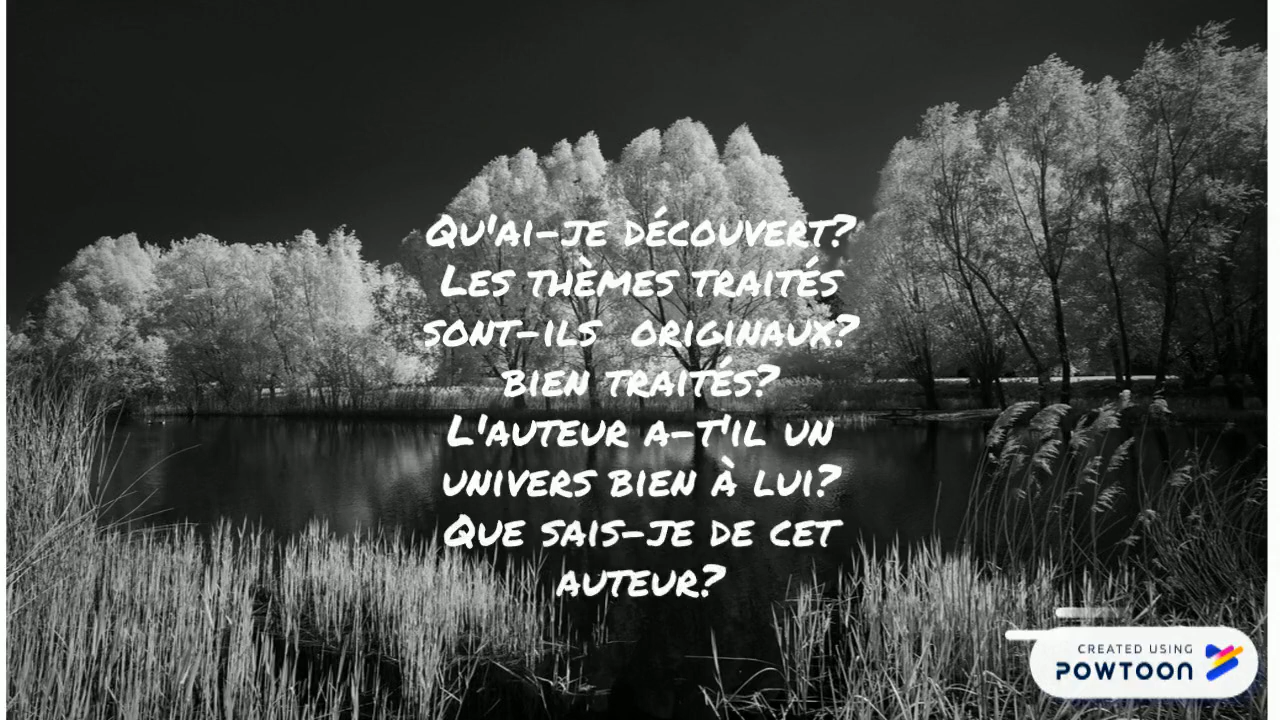 Qu'ai-je découvert?
Les thèmes traités
sont-ils originaux?
bien traités?
L'auteur a-t'il un
univers bien à lui?
Que sais-je de cet
auteur?
CREATED USING
POWTOON